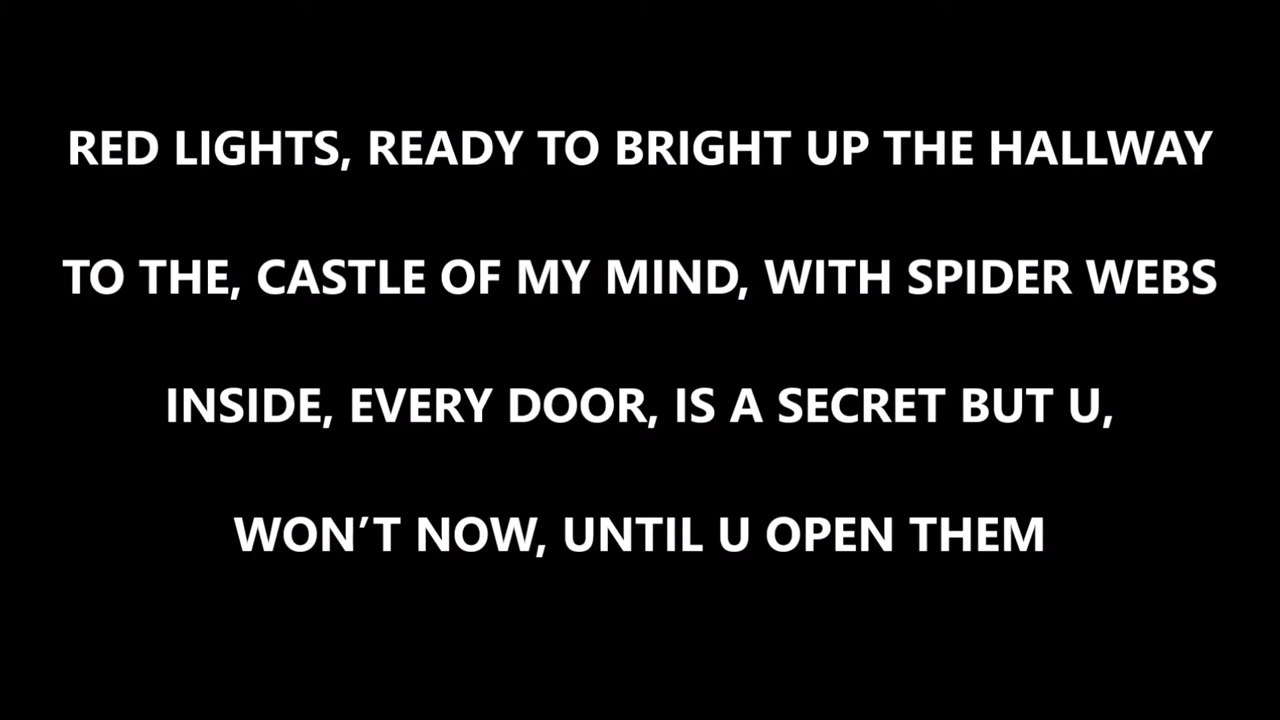 RED LIGHTS, READY TO BRIGHT UP THE HALLWAY
TO THE, CASTLE OF MY MIND, WITH SPIDER WEBS
INSIDE, EVERY DOOR, IS A SECRET BUT U,
WON’T NOW, UNTIL U OPEN THEM